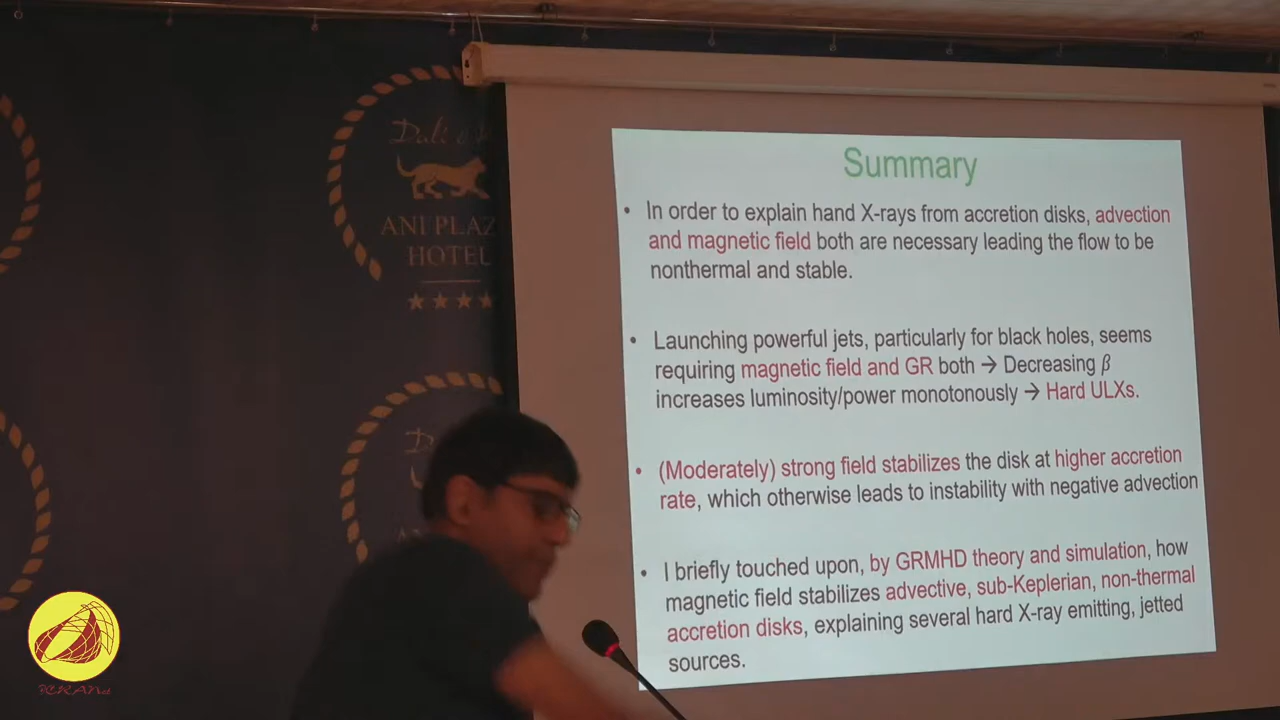 ANI PLAZ
HOTEL
Summary
• In order to explain hand X-rays from accretion disks, advection
and magnetic field both are necessary leading the flow to be
nonthermal and stable.
• Launching powerful jets, particularly for black holes, seems
requiring magnetic field and GR both → Decreasing β
increases luminosity/power monotonously → Hard ULXs.
• (Moderately) strong field stabilizes the disk at higher accretion
rate, which otherwise leads to instability with negative advection
• I briefly touched upon, by GRMHD theory and simulation, how
magnetic field stabilizes advective, sub-Keplerian, non-thermal
accretion disks, explaining several hard X-ray emitting, jetted
sources.
ICRANet